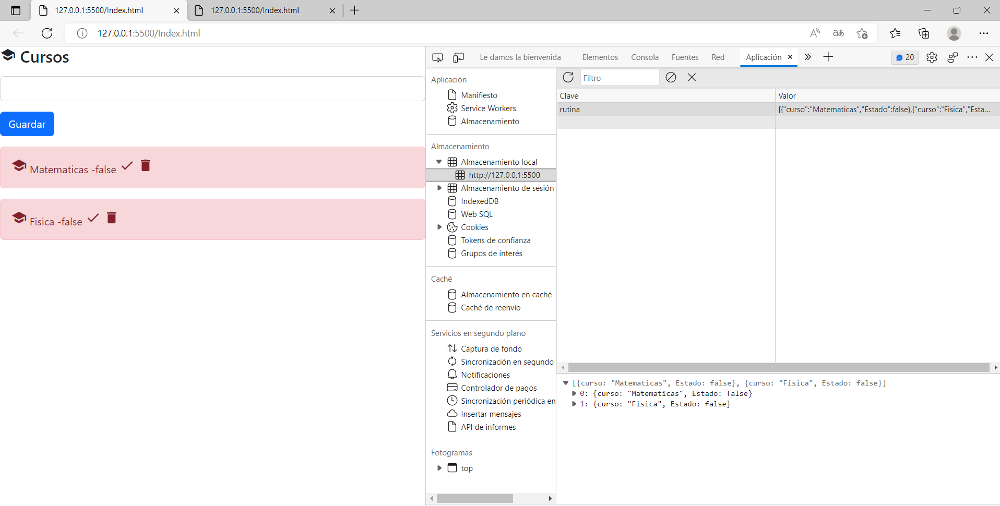 127.0.0.1:5500/Index.html
127.0.0.1:5500/Index.html
127.0.0.1:5500/Index.html
Cursos
Guardar
Matematicas -false
Fisica -false
Le damos la bienvenida Elementos Consola Fuentes Red Aplicación 20
Aplicación
Manifiesto
Service Workers
Almacenamiento
Almacenamiento
Almacenamiento local
http://127.0.0.1:5500
Almacenamiento de sesión
IndexedDB
Web SQL
Cookies
Tokens de confianza
Grupos de interés
Caché
Almacenamiento en caché
Caché de reenvío
Servicios en segundo plano
Captura de fondo
Sincronización en segundo
Notificaciones
Controlador de pagos
Sincronización periódica en
Insertar mensajes
API de informes
Fotogramas
top
Filtro
Clave Valor
rutina [{"curso":"Matematicas","Estado":false},{"curso":"Fisica","Esta...
[{curso: "Matematicas", Estado: false}, {curso: "Fisica", Estado: false}]
0: {curso: "Matematicas", Estado: false}
1: {curso: "Fisica", Estado: false}